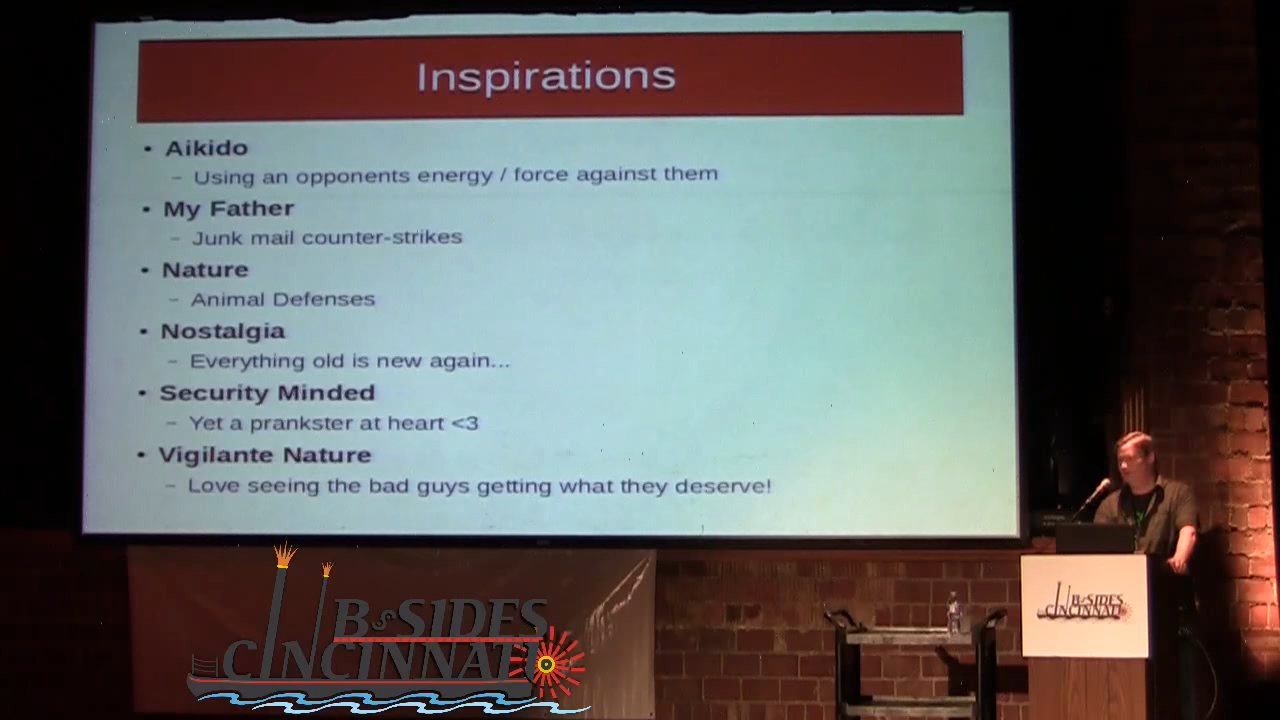 Inspirations
• Aikido
– Using an opponents energy / force against them
• My Father
– Junk mail counter-strikes
• Nature
– Animal Defenses
• Nostalgia
– Everything old is new again...
• Security Minded
– Yet a prankster at heart <3
• Vigilante Nature
– Love seeing the bad guys getting what they deserve!
BSIDES
CINCINNATI
BSIDES
CINCINNATI